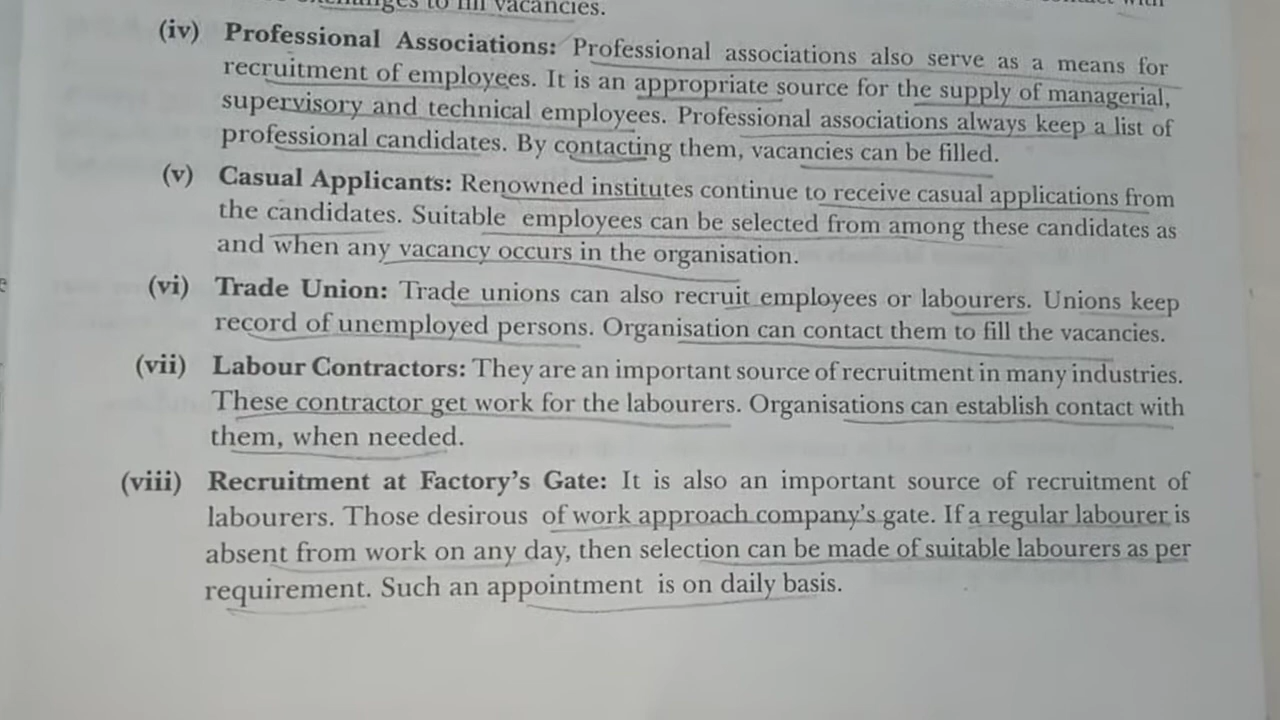 to fill vacancies.
with
(iv) Professional Associations: Professional associations also serve as a means for
recruitment of employees. It is an appropriate source for the supply of managerial,
supervisory and technical employees. Professional associations always keep a list of
professional candidates. By contacting them, vacancies can be filled.
(v) Casual Applicants: Renowned institutes continue to receive casual applications from
the candidates. Suitable employees can be selected from among these candidates as
and when any vacancy occurs in the organisation.
(vi) Trade Union: Trade unions can also recruit employees or labourers. Unions keep
record of unemployed persons. Organisation can contact them to fill the vacancies.
(vii) Labour Contractors: They are an important source of recruitment in many industries.
These contractor get work for the labourers. Organisations can establish contact with
them, when needed.
(viii) Recruitment at Factory's Gate: It is also an important source of recruitment of
labourers. Those desirous of work approach company's gate. If a regular labourer is
absent from work on any day, then selection can be made of suitable labourers as per
requirement. Such an appointment is on daily basis.